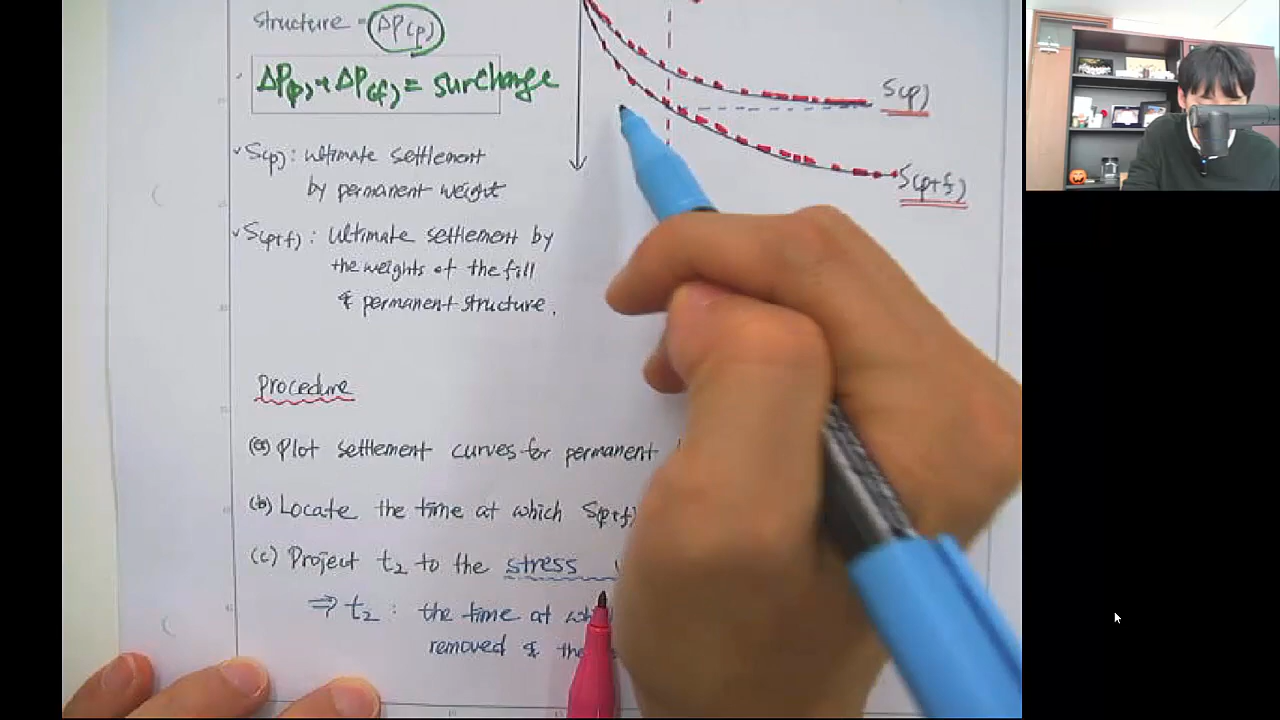 structure = ΔP(p)
ΔP(p) + ΔP(f) = surcharge
S(p)
✓ S(p) : ultimate settlement
by permanent weight
S(p+f)
✓ S(p+f) : Ultimate settlement by
the weights of the fill
& permanent structure.
Procedure
(a) Plot settlement curves for permanent
(b) Locate the time at which S(p+f)
(c) Project t2 to the stress
⇒ t2 : the time at
removed & the